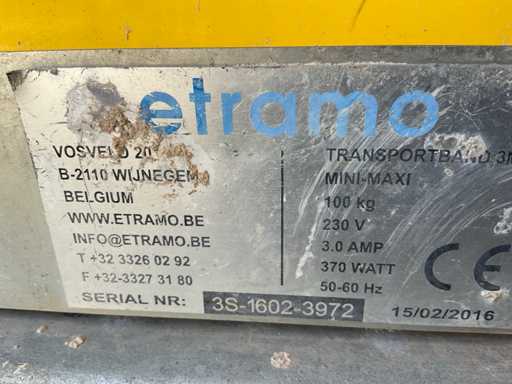 etramo
VOSVELD 20
B-2110 WIJNEGEM
BELGIUM
WWW.ETRAMO.BE
INFO@ETRAMO.BE
T +32 3326 02 92
F +32-3327 31 80
SERIAL NR: 3S-1602-3972
TRANSPORTBAND 3M
MINI-MAXI
100 kg
230 V
3.0 AMP
370 WATT
50-60 Hz
CE
15/02/2016